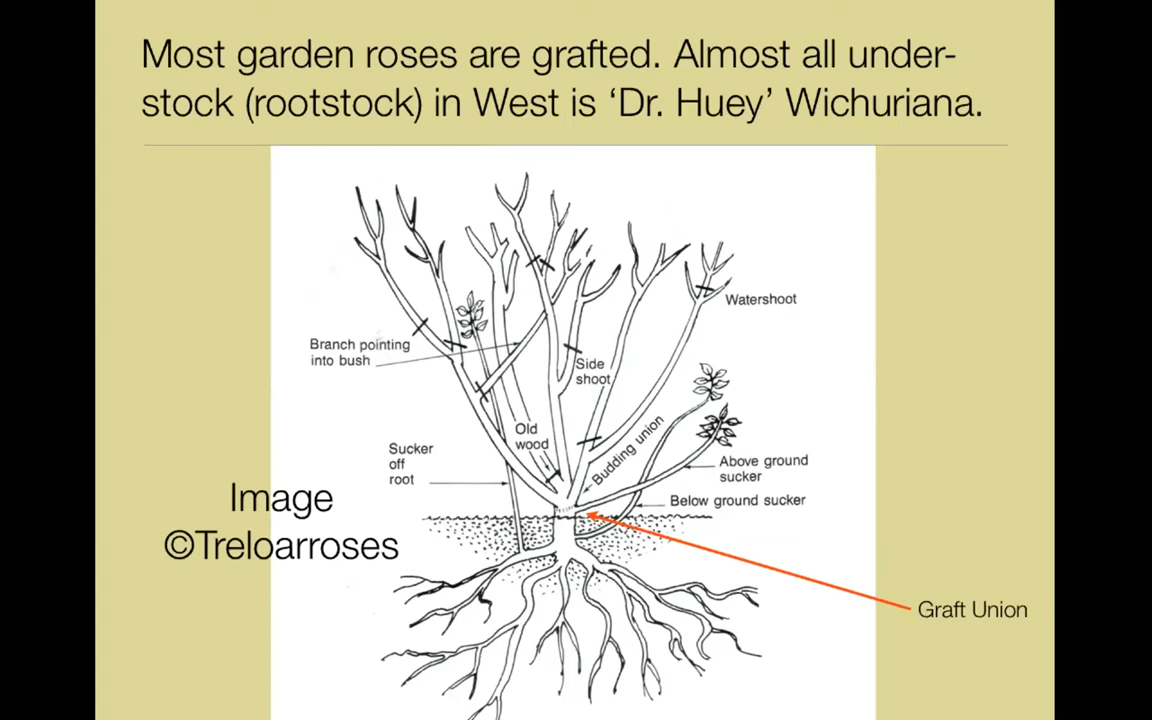 Most garden roses are grafted. Almost all under-
stock (rootstock) in West is ‘Dr. Huey’ Wichuriana.
Watershoot
Branch pointing
into bush
Side
shoot
Old
wood
Budding union
Sucker
off
root
Above ground
sucker
Below ground sucker
Image
©Treloarroses
Graft Union